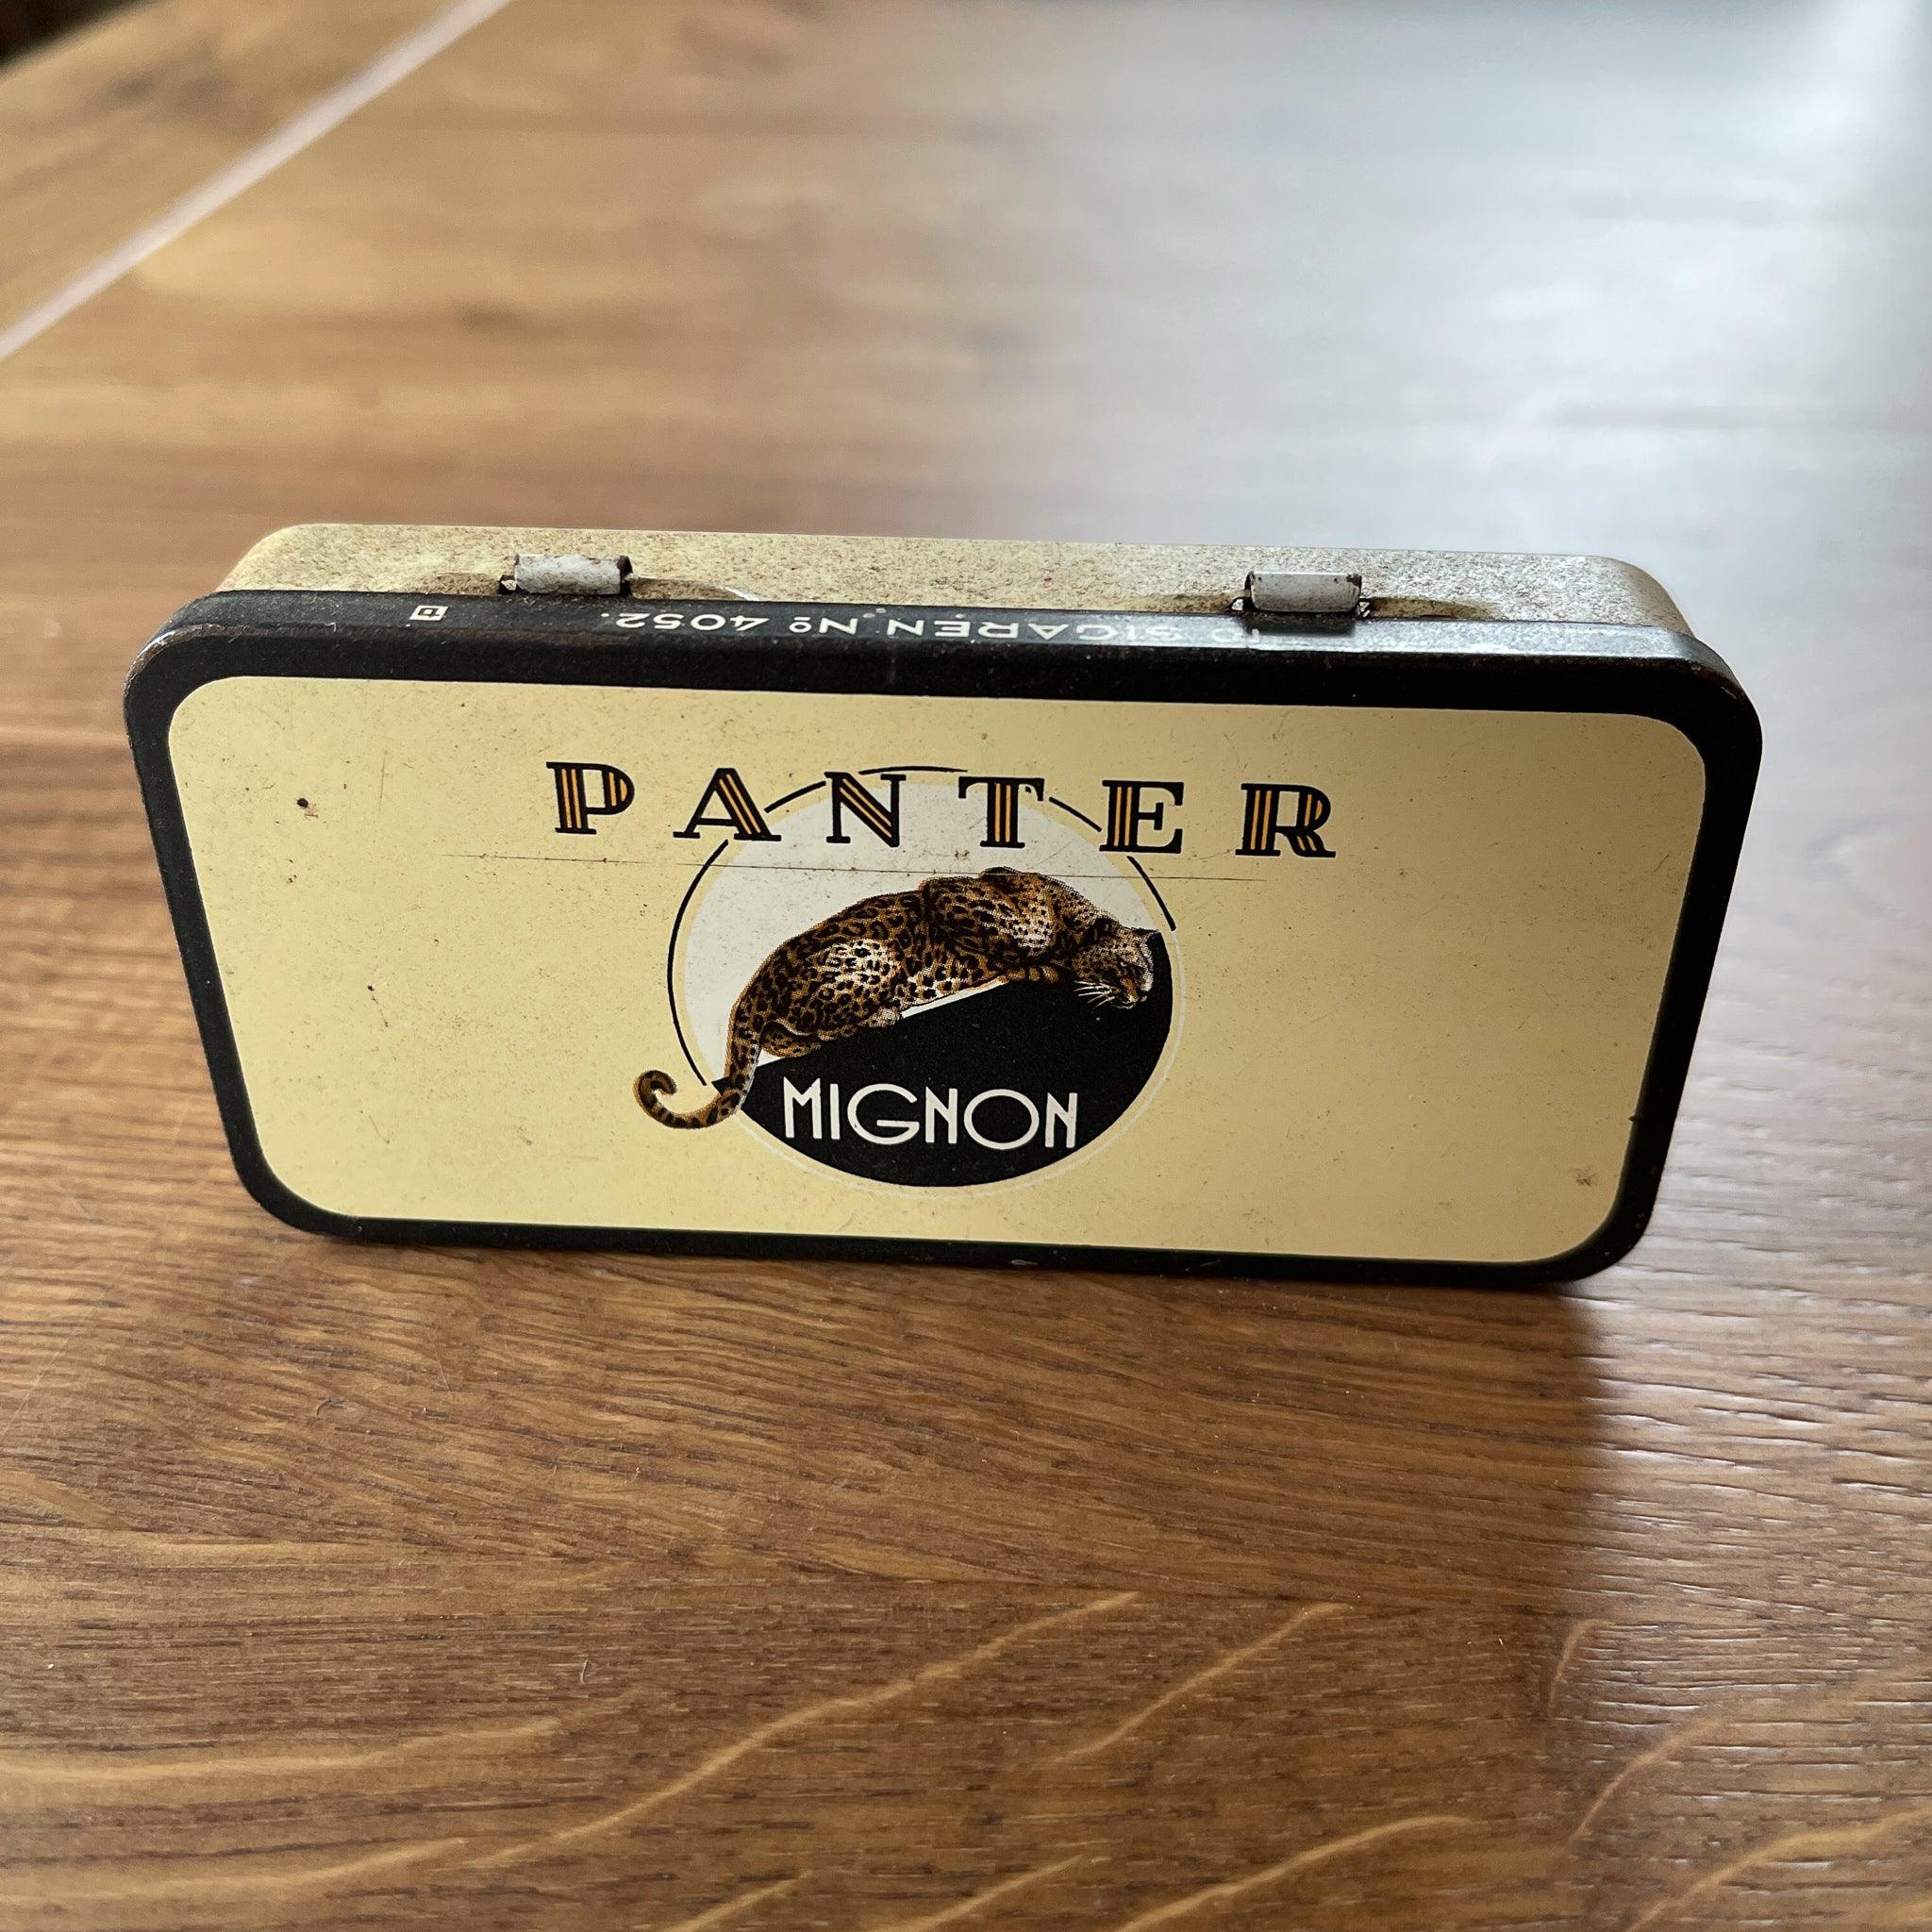 SIGAREN Nº 4052.
PANTER
MIGNON